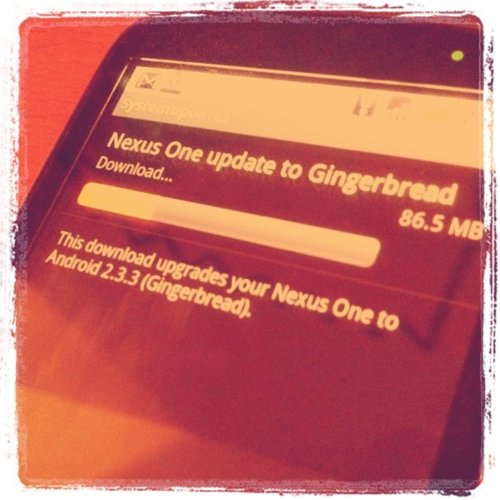 System updates
Nexus One update to Gingerbread
Download...
86.5 MB
This download upgrades your Nexus One to
Android 2.3.3 (Gingerbread).